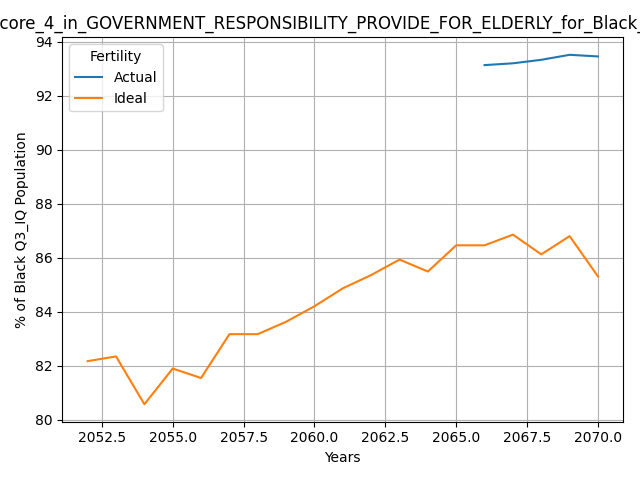 core_4_in_GOVERNMENT_RESPONSIBILITY_PROVIDE_FOR_ELDERLY_for_Black_
Fertility
Actual
Ideal
94
92
90
88
86
84
82
80
% of Black Q3_IQ Population
2052.5 2055.0 2057.5 2060.0 2062.5 2065.0 2067.5 2070.0
Years